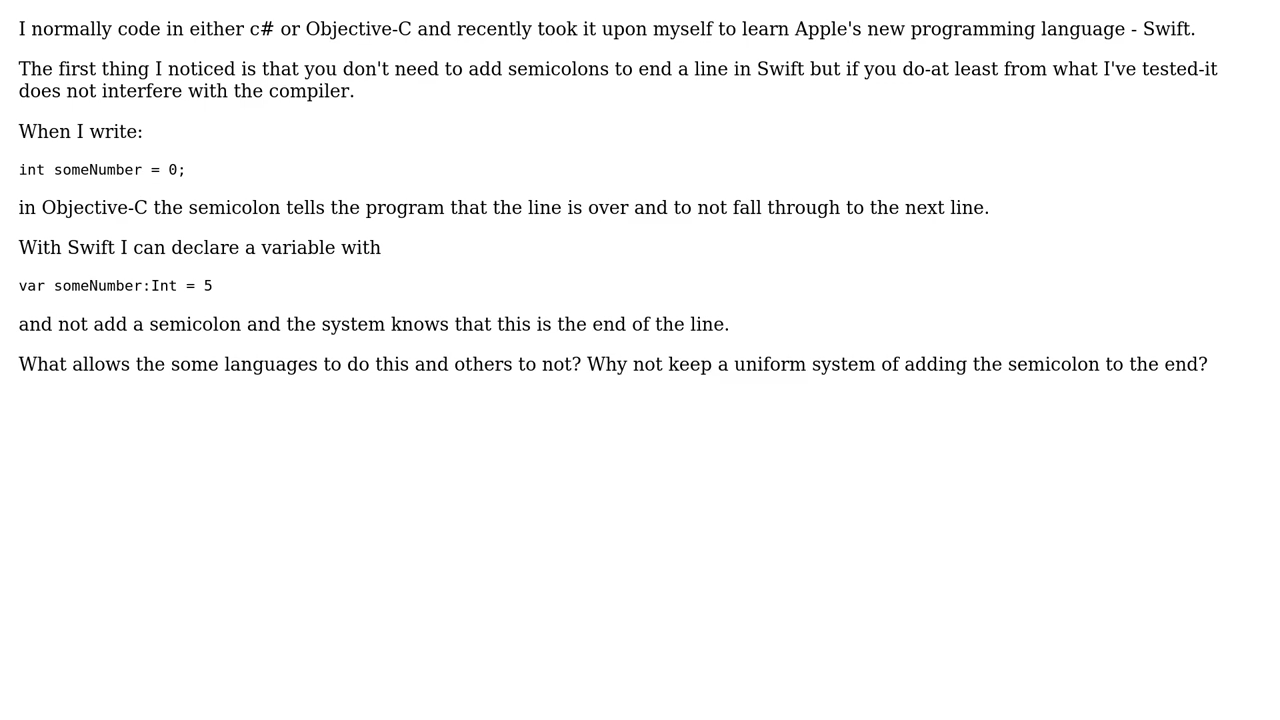 I normally code in either c# or Objective-C and recently took it upon myself to learn Apple's new programming language - Swift.
The first thing I noticed is that you don't need to add semicolons to end a line in Swift but if you do-at least from what I've tested-it
does not interfere with the compiler.
When I write:
int someNumber = 0;
in Objective-C the semicolon tells the program that the line is over and to not fall through to the next line.
With Swift I can declare a variable with
var someNumber:Int = 5
and not add a semicolon and the system knows that this is the end of the line.
What allows the some languages to do this and others to not? Why not keep a uniform system of adding the semicolon to the end?